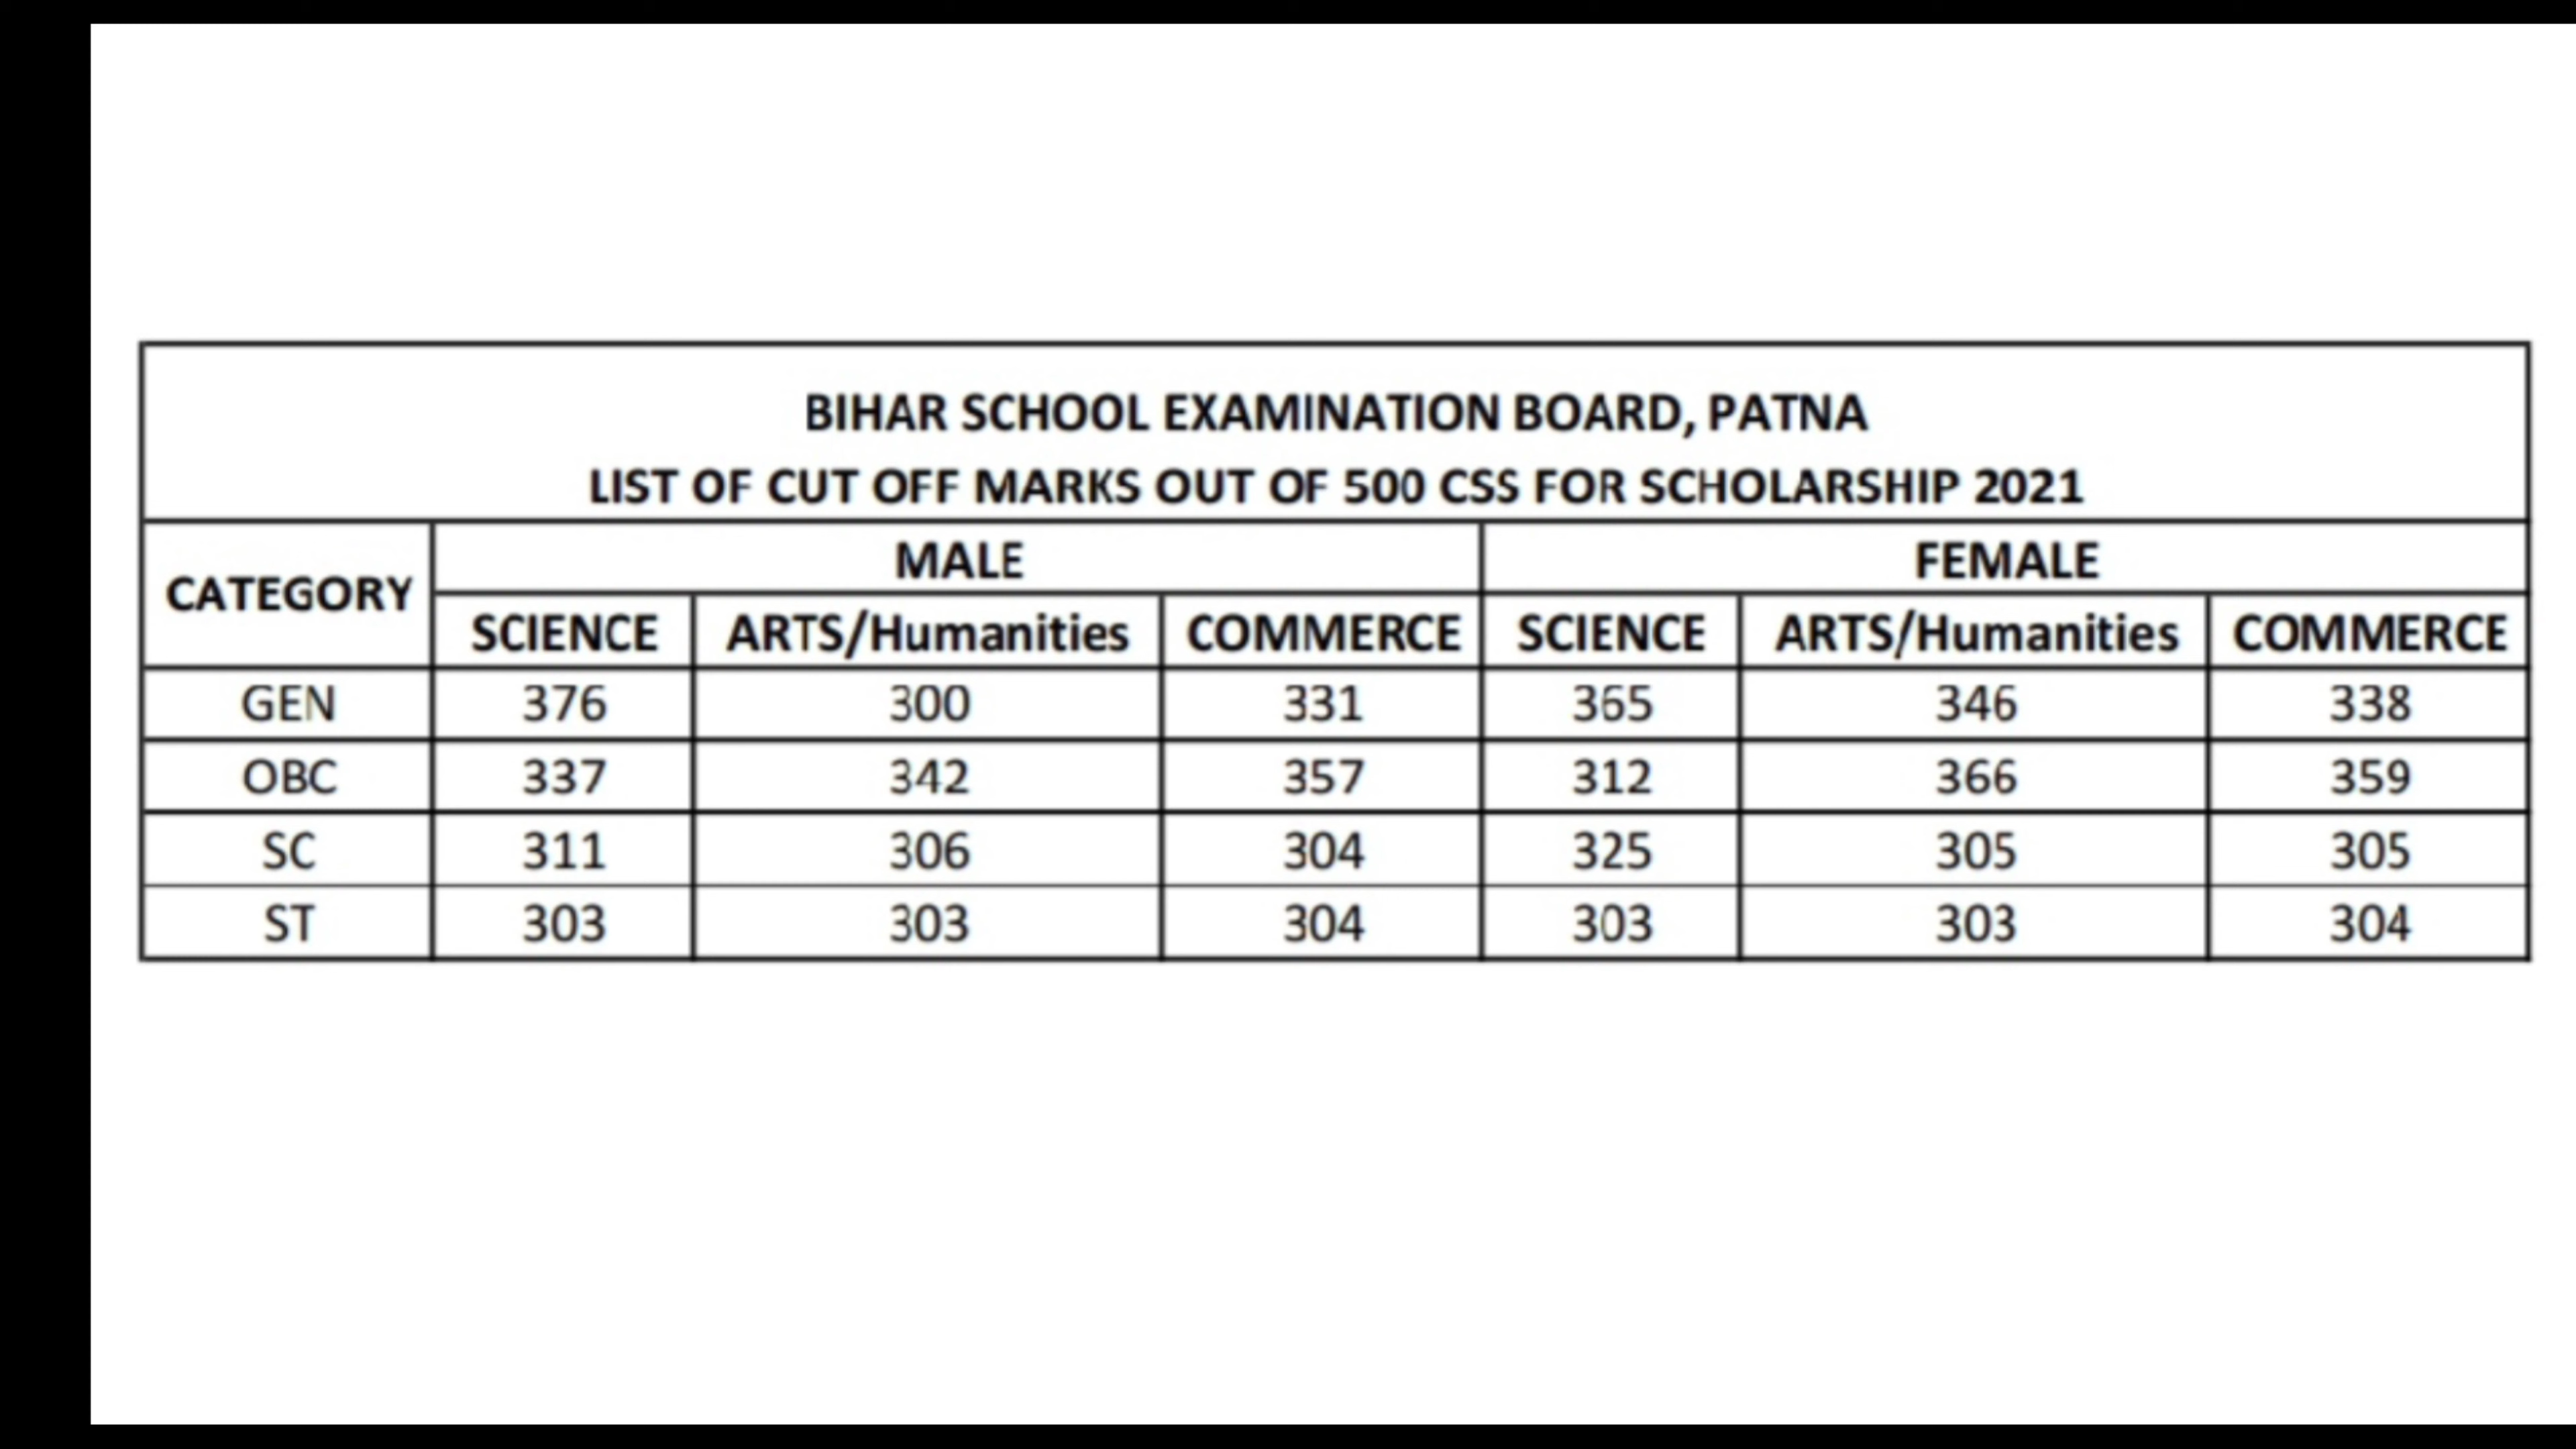 BIHAR SCHOOL EXAMINATION BOARD, PATNA
LIST OF CUT OFF MARKS OUT OF 500 CSS FOR SCHOLARSHIP 2021
CATEGORY MALE FEMALE
SCIENCE ARTS/Humanities COMMERCE SCIENCE ARTS/Humanities COMMERCE
GEN 376 300 331 365 346 338
OBC 337 342 357 312 366 359
SC 311 306 304 325 305 305
ST 303 303 304 303 303 304